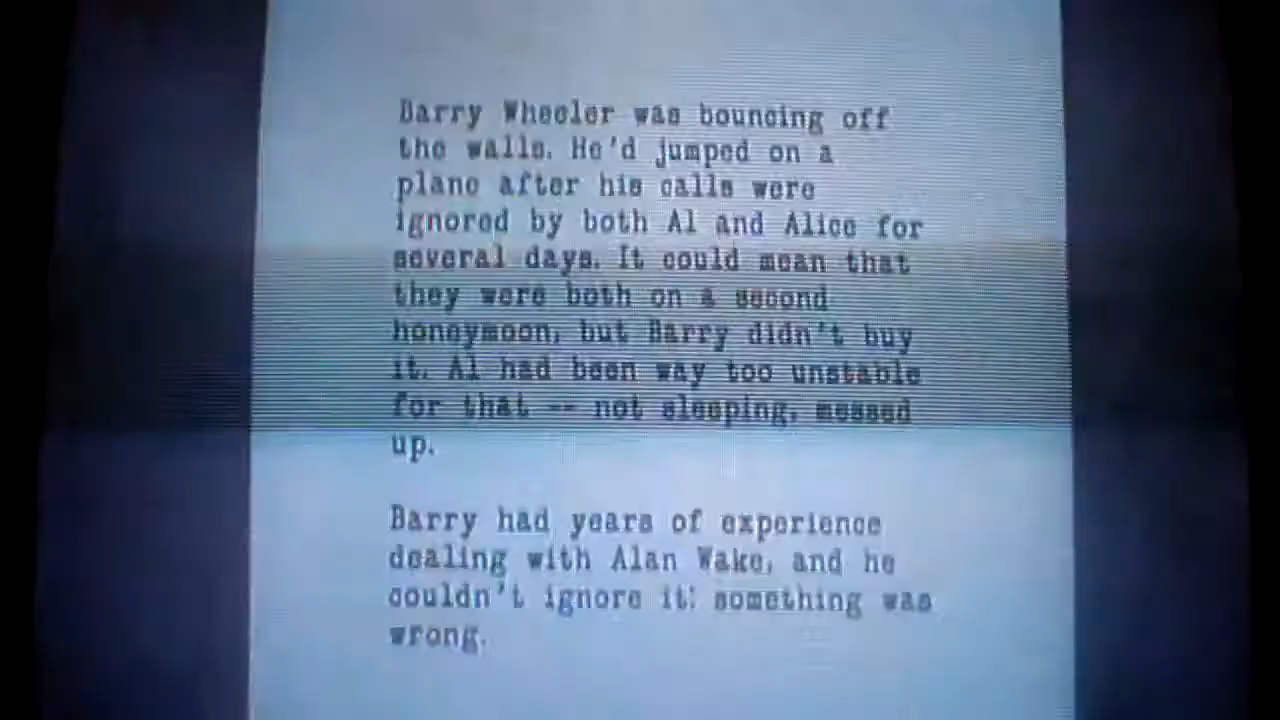 Barry Wheeler was bouncing off
the walls. He'd jumped on a
plane after his calls were
ignored by both Al and Alice for
several days. It could mean that
they were both on a second
honeymoon, but Barry didn't buy
it. Al had been way too unstable
for that -- not sleeping, messed
up.
Barry had years of experience
dealing with Alan Wake, and he
couldn't ignore it: something was
wrong.